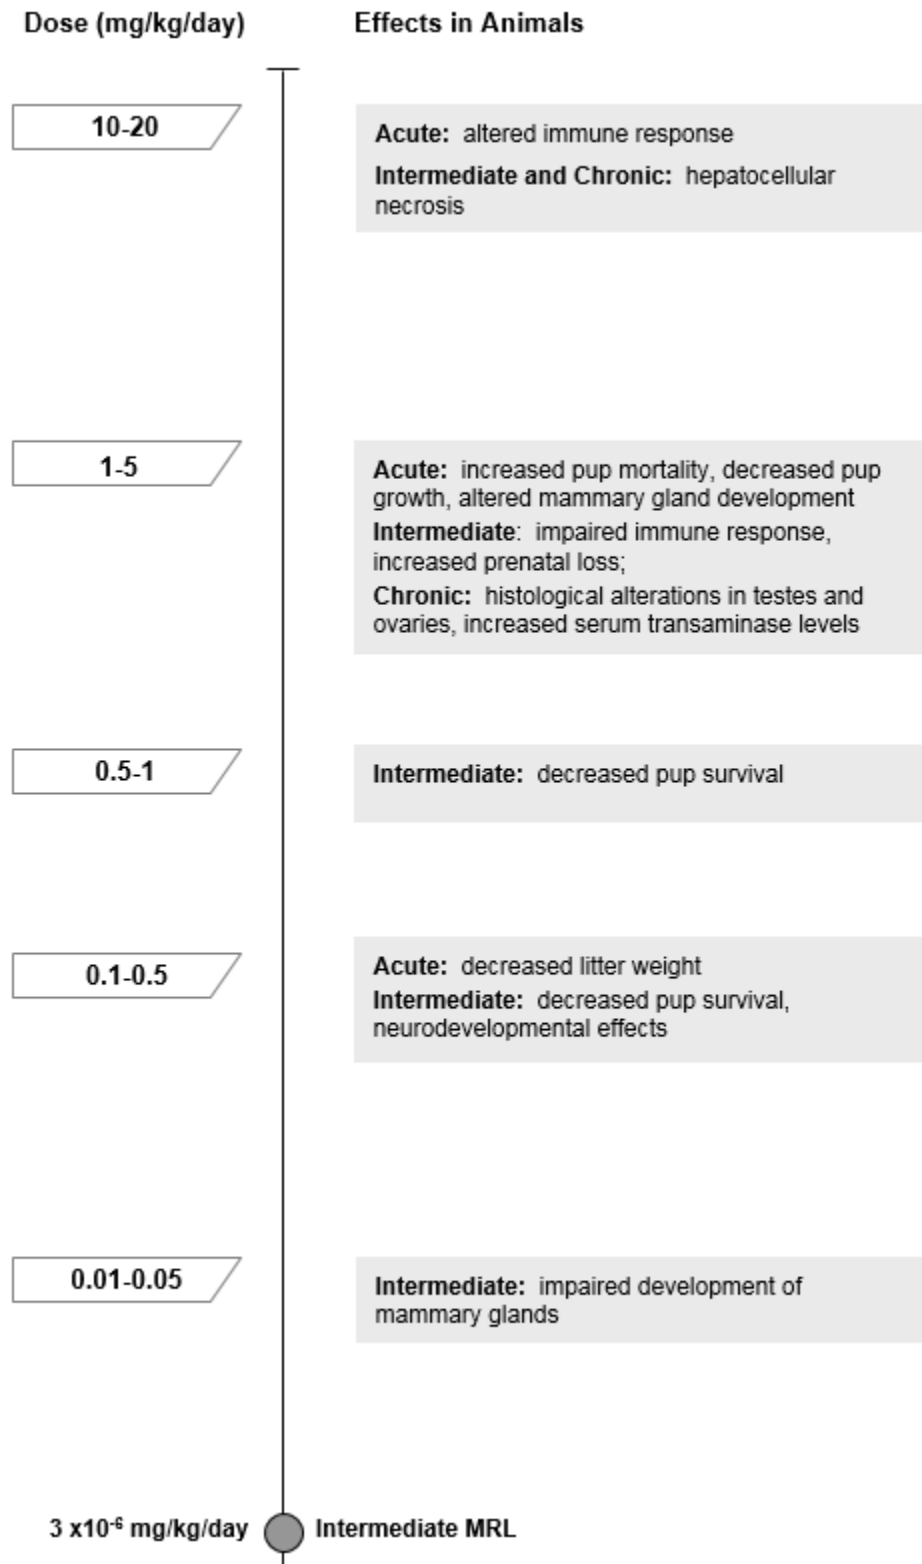 Dose (mg/kg/day) Effects in Animals
10-20
Acute: altered immune response
Intermediate and Chronic: hepatocellular
necrosis
1-5
Acute: increased pup mortality, decreased pup
growth, altered mammary gland development
Intermediate: impaired immune response,
increased prenatal loss;
Chronic: histological alterations in testes and
ovaries, increased serum transaminase levels
0.5-1
Intermediate: decreased pup survival
0.1-0.5
Acute: decreased litter weight
Intermediate: decreased pup survival,
neurodevelopmental effects
0.01-0.05
Intermediate: impaired development of
mammary glands
3 x10⁻⁶ mg/kg/day Intermediate MRL